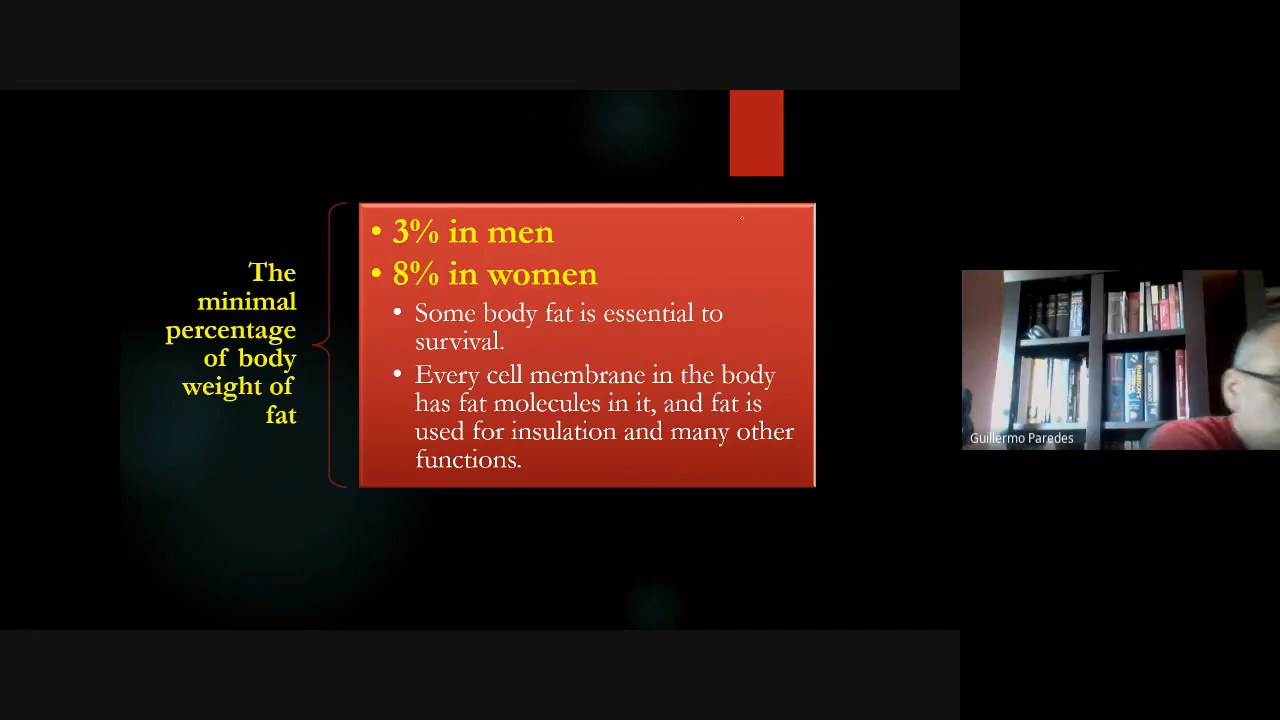 The
minimal
percentage
of body
weight of
fat
• 3% in men
• 8% in women
• Some body fat is essential to
survival.
• Every cell membrane in the body
has fat molecules in it, and fat is
used for insulation and many other
functions.
Guillermo Paredes